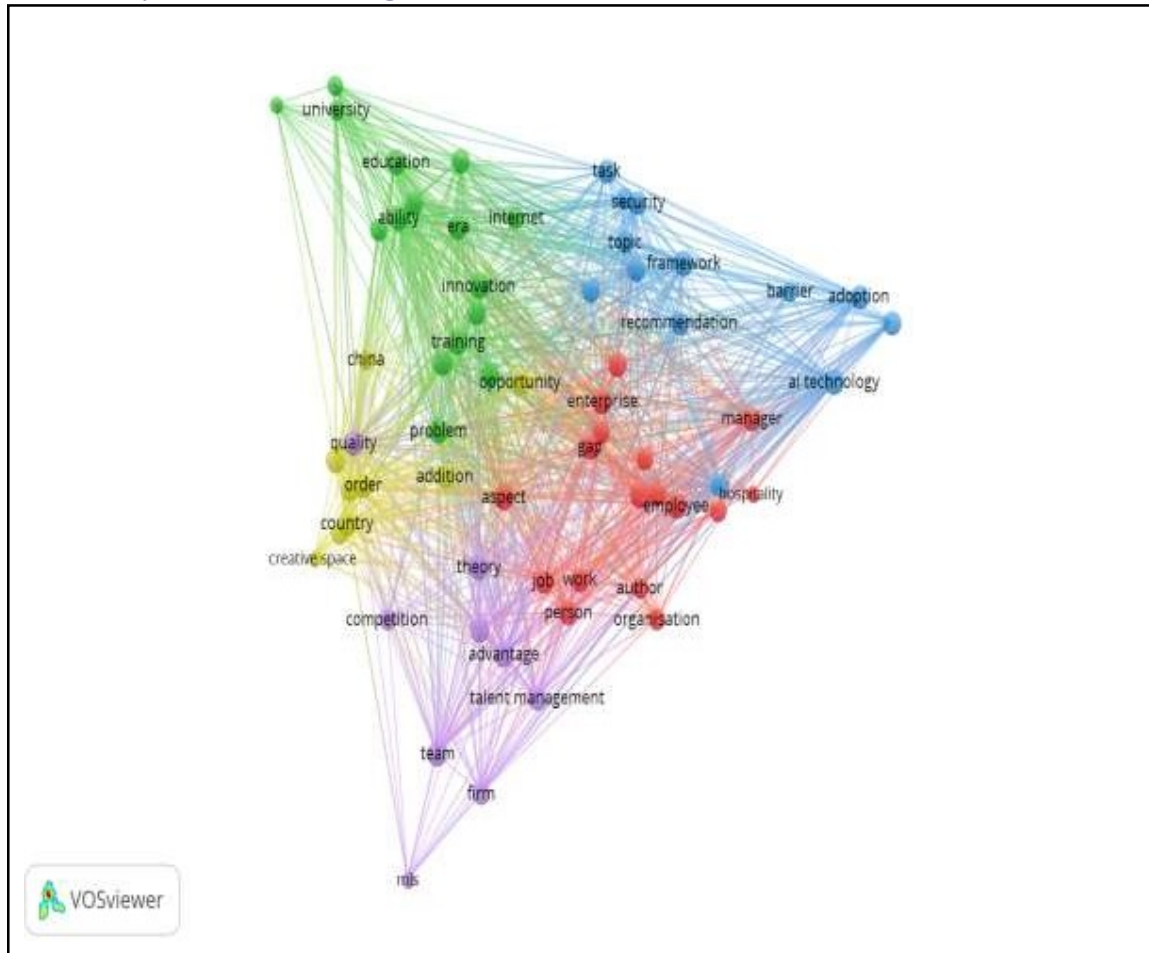 university
education
task
security
ability
internet
era
topic
framework
innovation
barrier
adoption
recommendation
training
china
opportunity
ai technology
enterprise
manager
problem
quality
gap
addition
order
aspect
employee
hospitality
country
creative space
theory
job
work
author
person
competition
organisation
advantage
talent management
team
firm
mis
VOSviewer